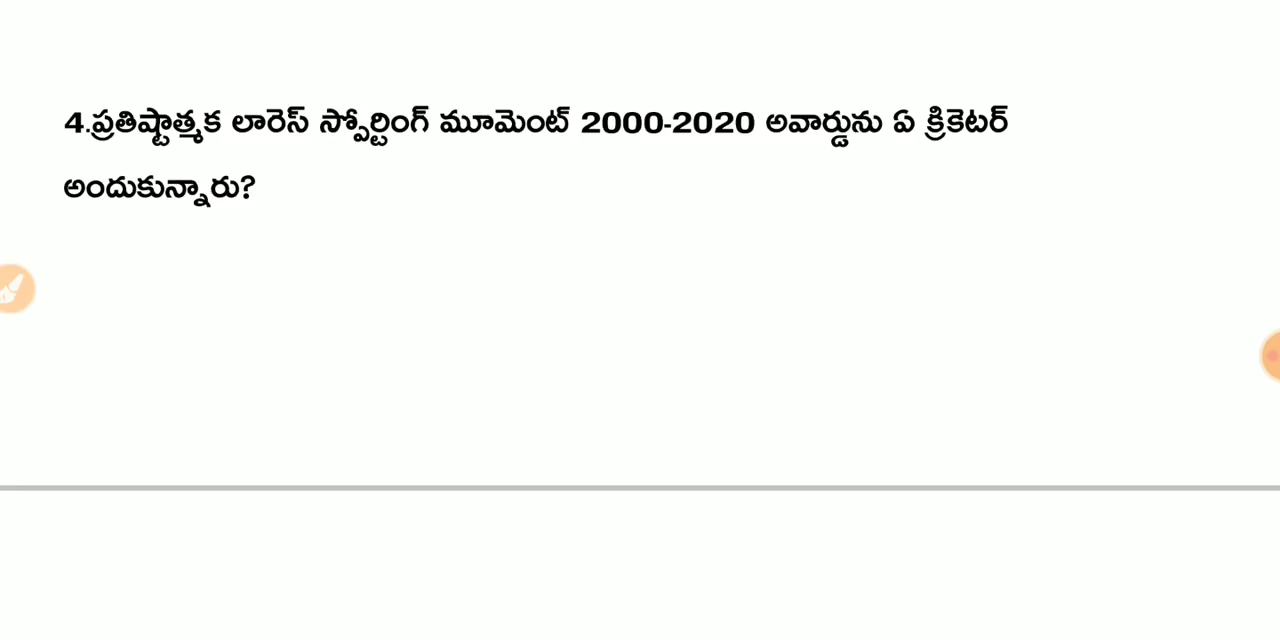 4.ప్రతిష్టాత్మక లారెస్ స్పోర్టింగ్ మూమెంట్ 2000-2020 అవార్డును ఏ క్రికెటర్
అందుకున్నారు?